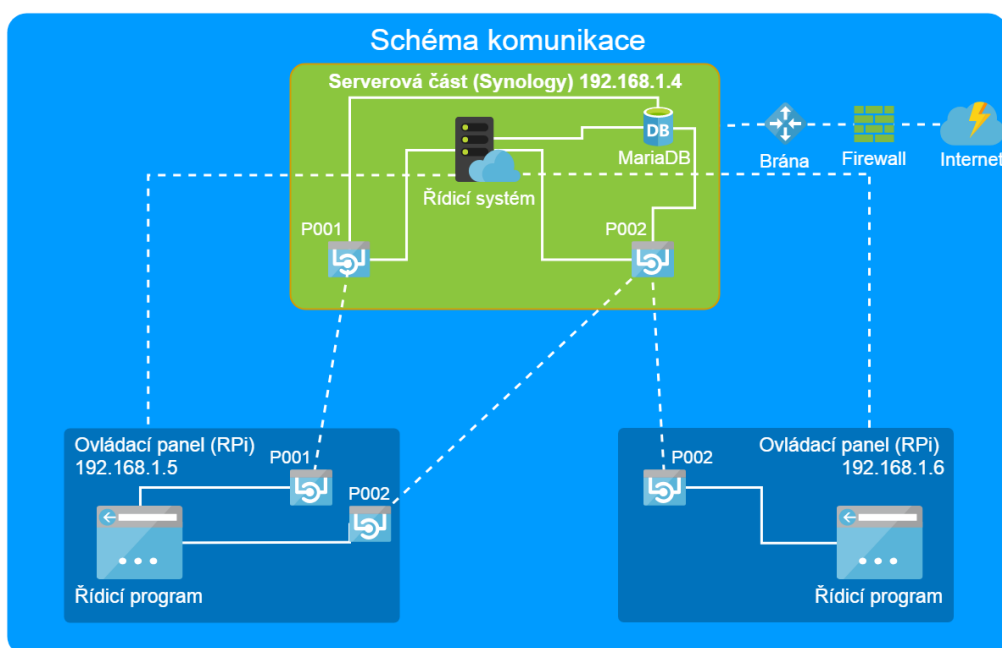 Schéma komunikace
Serverová část (Synology) 192.168.1.4
DB
MariaDB
Řídicí systém
Brána
Firewall
Internet
P001
P002
Ovládací panel (RPi)
192.168.1.5
P001
P002
Řídicí program
Ovládací panel (RPi)
192.168.1.6
P002
Řídicí program